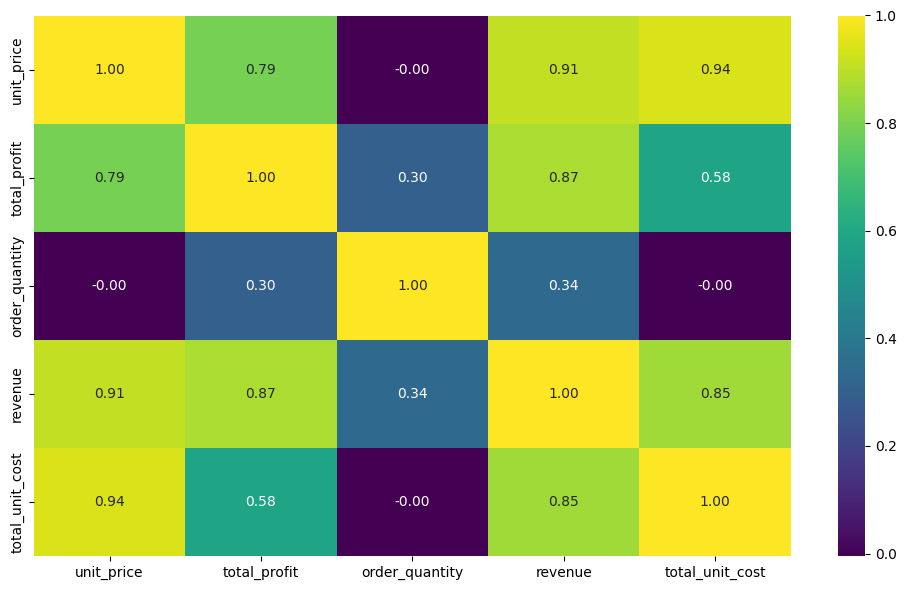 unit_price 1.00 0.79 -0.00 0.91 0.94
total_profit 0.79 1.00 0.30 0.87 0.58
order_quantity -0.00 0.30 1.00 0.34 -0.00
revenue 0.91 0.87 0.34 1.00 0.85
total_unit_cost 0.94 0.58 -0.00 0.85 1.00
unit_price total_profit order_quantity revenue total_unit_cost
1.0
0.8
0.6
0.4
0.2
0.0